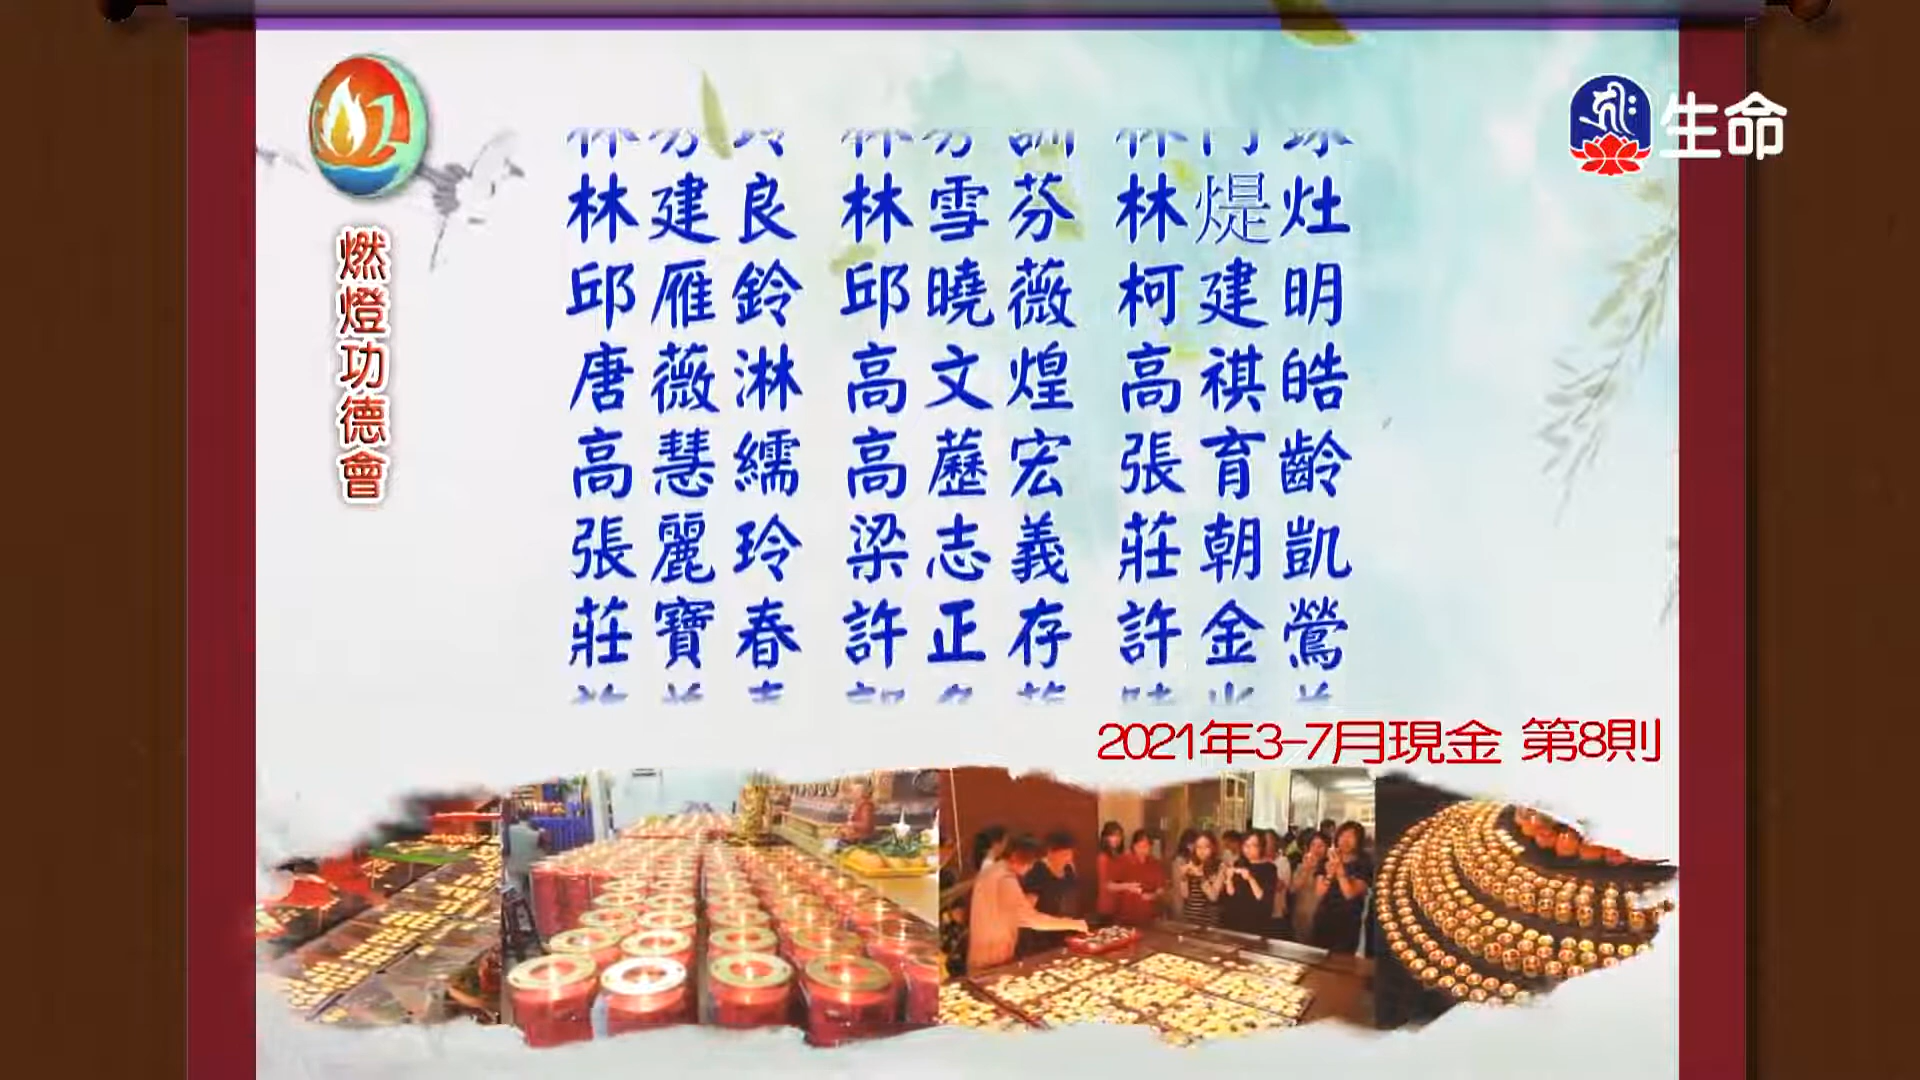 生命
燃燈功德會
林建良 林雪芬 林煶灶
邱雁鈴 邱曉薇 柯建明
唐薇淋 高文煌 高祺皓
高慧繻 高藶宏 張育齡
張麗玲 梁志義 莊朝凱
莊寶春 許正存 許金鶯
2021年3-7月現金 第8則